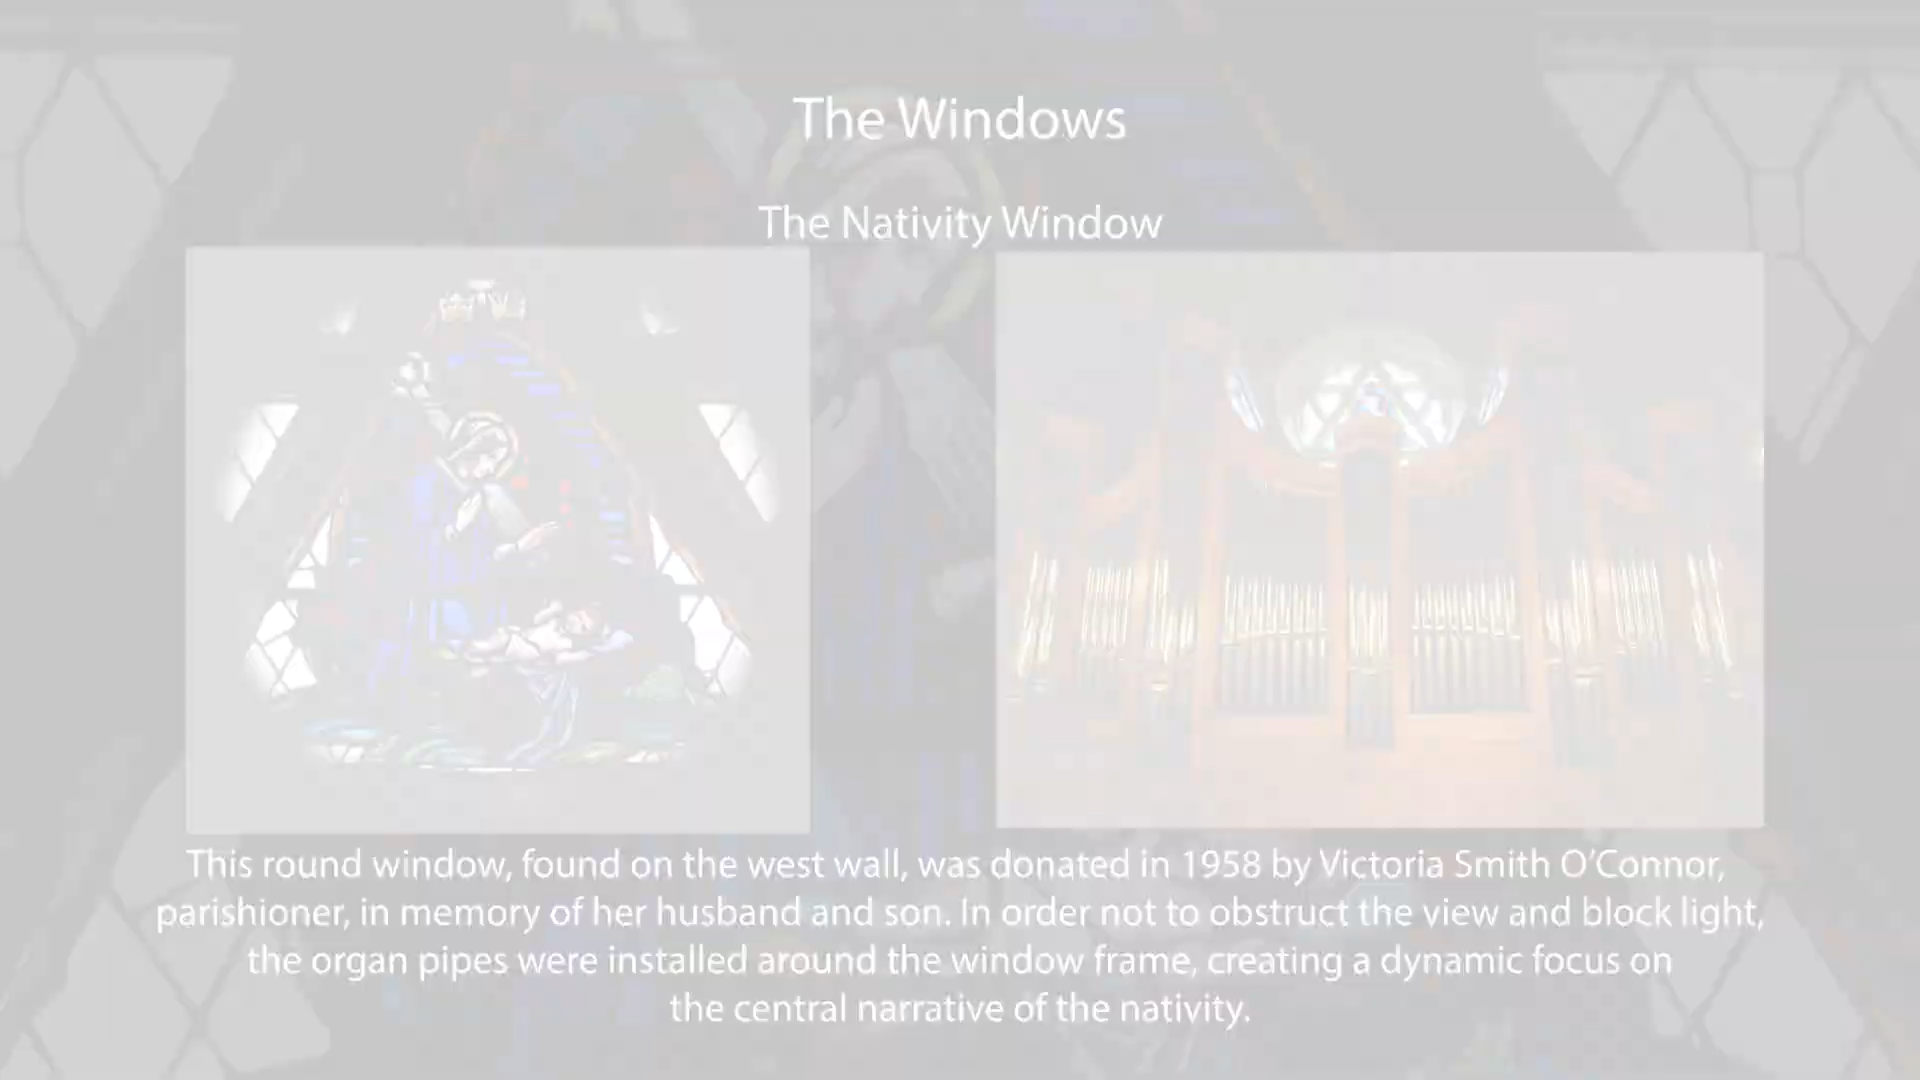 The Windows
The Nativity Window
This round window, found on the west wall, was donated in 1958 by Victoria Smith O’Connor,
parishioner, in memory of her husband and son. In order not to obstruct the view and block light,
the organ pipes were installed around the window frame, creating a dynamic focus on
the central narrative of the nativity.